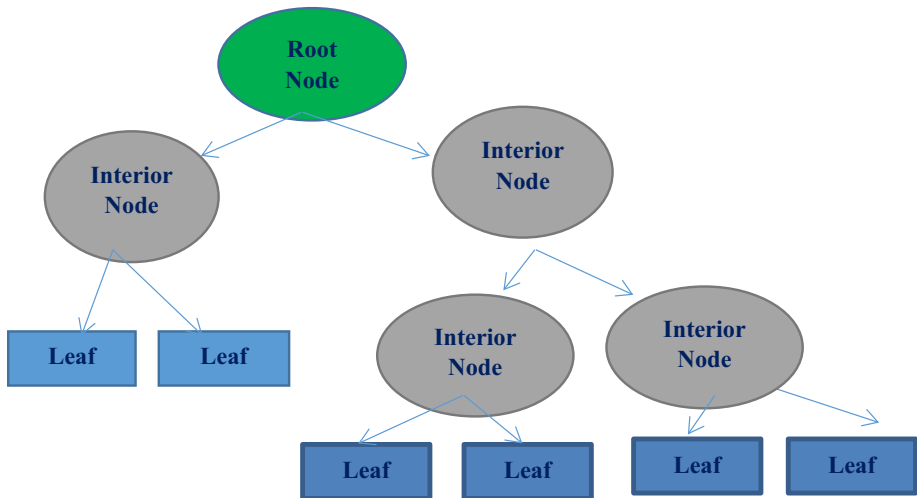 Root
Node
Interior
Node
Interior
Node
Leaf
Leaf
Interior
Node
Interior
Node
Leaf
Leaf
Leaf
Leaf